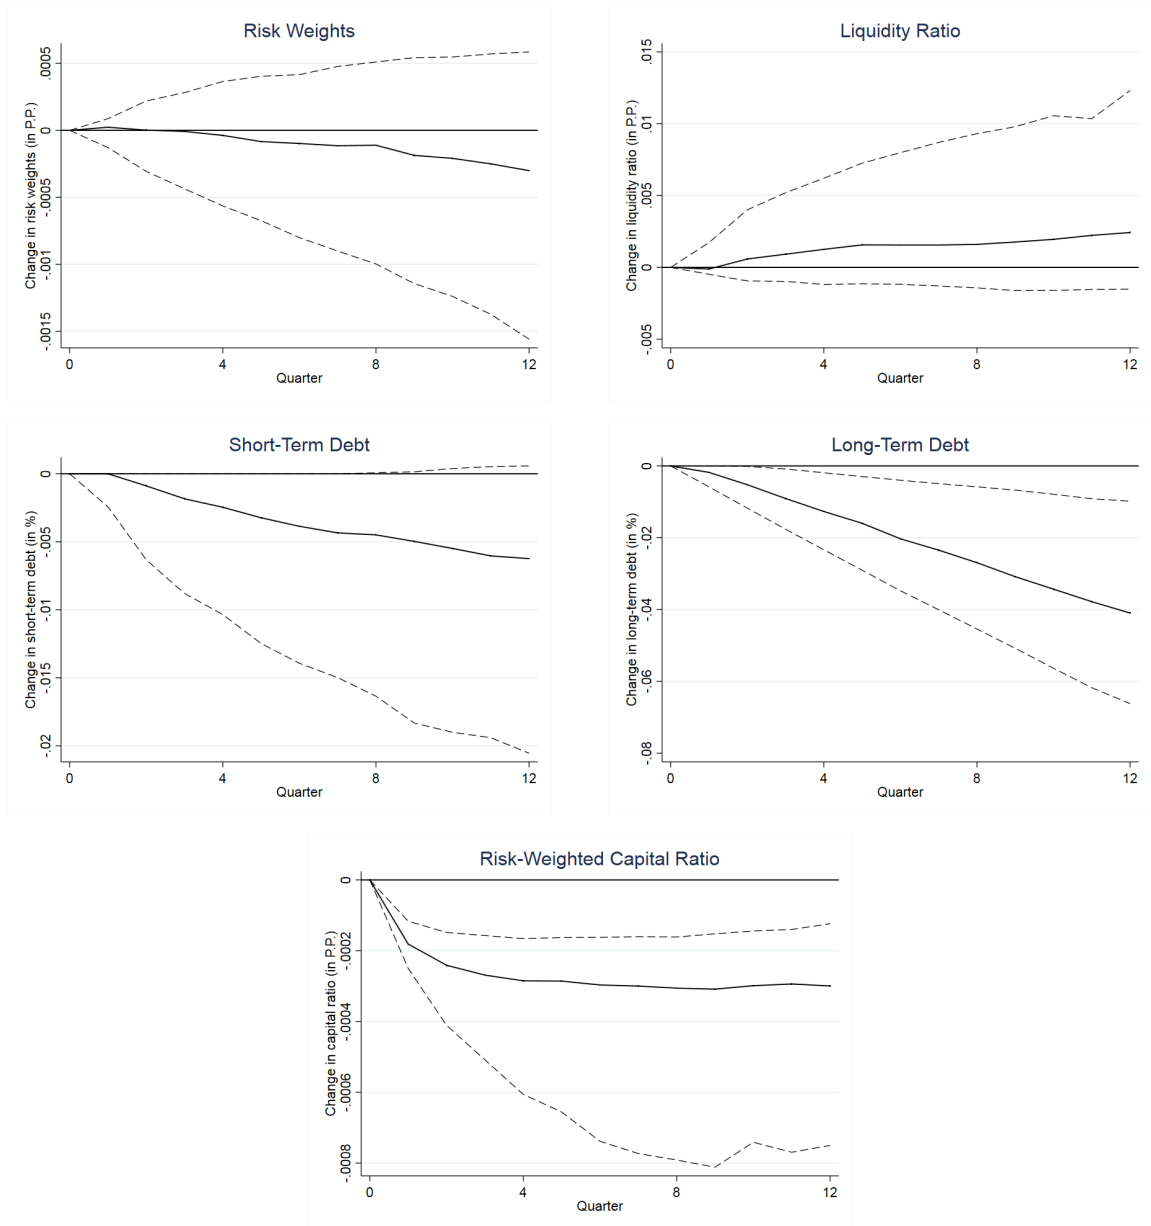 Risk Weights
Change in risk weights (in P.P.)
.0005
0
-.0005
-.001
-.0015
0 4 8 12
Quarter
Liquidity Ratio
Change in liquidity ratio (in P.P.)
.015
.01
.005
0
-.005
0 4 8 12
Quarter
Short-Term Debt
Change in short-term debt (in %)
0
-.005
-.01
-.015
-.02
0 4 8 12
Quarter
Long-Term Debt
Change in long-term debt (in %)
0
-.02
-.04
-.06
-.08
0 4 8 12
Quarter
Risk-Weighted Capital Ratio
Change in capital ratio (in P.P.)
0
-.0002
-.0004
-.0006
-.0008
0 4 8 12
Quarter